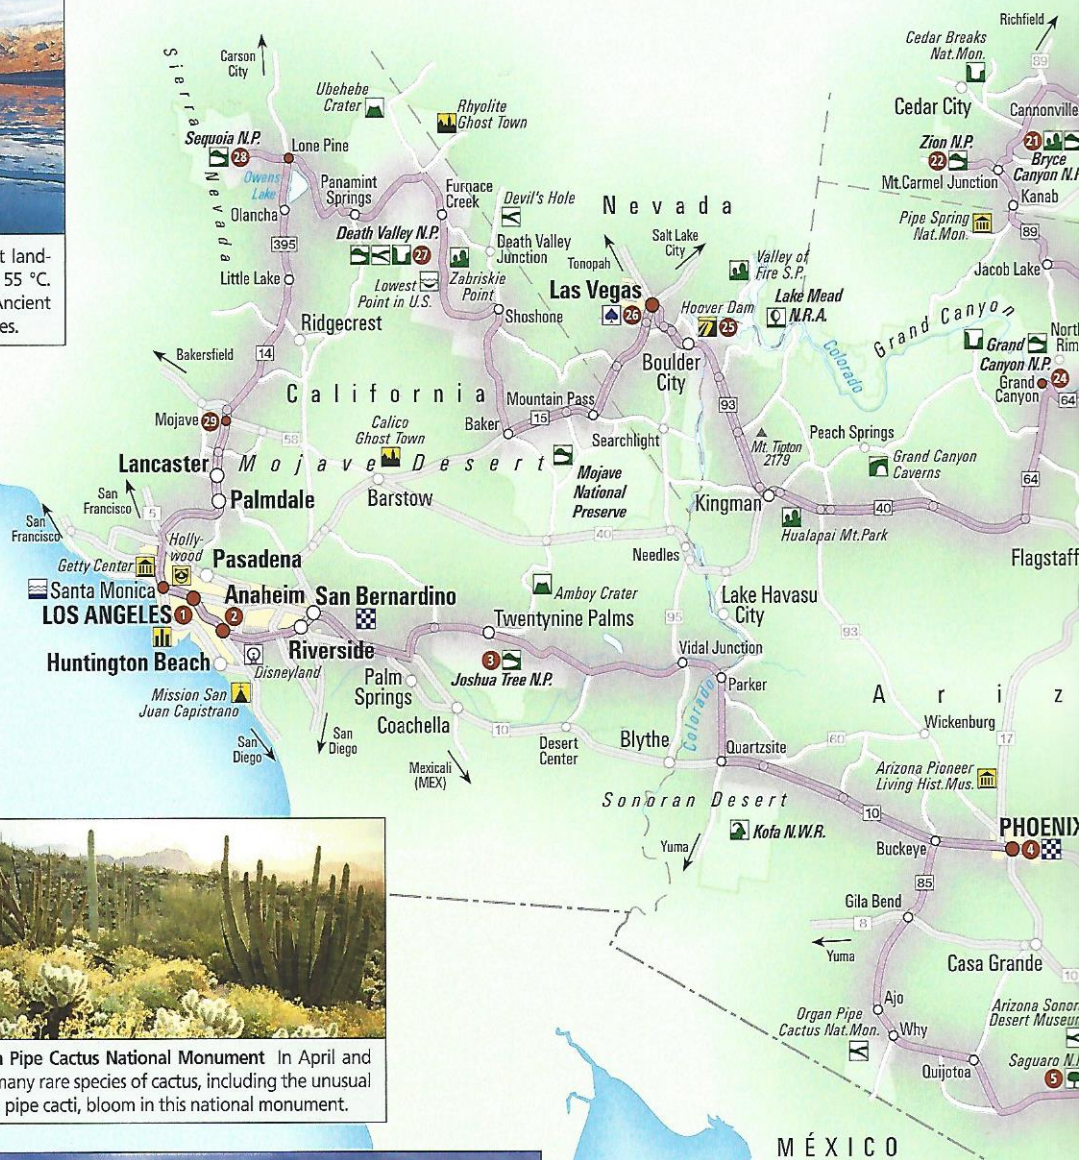 t land-
55 °C.
Ancient
es.
Sierra Nevada
Carson
City
Ubehebe
Crater
Rhyolite
Ghost Town
Sequoia N.P.
28
Lone Pine
Owens
Lake
Panamint
Springs
Furnace
Creek
Devil's Hole
Nevada
Olancha
Death Valley N.P.
27
Death Valley
Junction
395
Little Lake
Lowest
Point in U.S.
Zabriskie
Point
Shoshone
Tonopah
Salt Lake
City
Valley of
Fire S.P.
Las Vegas
26
Hoover Dam
25
Lake Mead
N.R.A.
Boulder
City
Ridgecrest
Bakersfield
14
California
Mojave
29
58
Calico
Ghost Town
Mountain Pass
15
Baker
Searchlight
93
Mt. Tipton
2179
Peach Springs
Grand Canyon
Caverns
Richfield
Cedar Breaks
Nat.Mon.
89
Cedar City
Cannonville
Zion N.P.
22
21
Bryce
Canyon N.P
Mt.Carmel Junction
Kanab
Pipe Spring
Nat.Mon.
89
Jacob Lake
Grand Canyon
Colorado
North
Rim
Grand
Canyon N.P.
Grand
Canyon
24
64
64
Lancaster
Mojave Desert
Mojave
National
Preserve
Palmdale
Barstow
Kingman
40
Hualapai Mt.Park
Flagstaff
San
Francisco
San
Francisco
5
Holly-
wood
Getty Center
Pasadena
40
Needles
Santa Monica
Anaheim
San Bernardino
Amboy Crater
Lake Havasu
City
LOS ANGELES
1
2
Twentynine Palms
95
93
Huntington Beach
Disneyland
Riverside
3
Joshua Tree N.P.
Vidal Junction
Mission San
Juan Capistrano
Palm
Springs
Parker
Coachella
Colorado
Ariz
San
Diego
San
Diego
Mexicali
(MEX)
10
Desert
Center
Blythe
Quartzsite
60
Wickenburg
17
Arizona Pioneer
Living Hist.Mus.
Sonoran Desert
10
Kofa N.W.R.
PHOENIX
4
Yuma
Buckeye
85
Gila Bend
8
Yuma
Casa Grande
10
Ajo
Organ Pipe
Cactus Nat.Mon.
Why
Arizona Sonor
Desert Museum
Quijotoa
Saguaro N.P
5
MÉXICO
n Pipe Cactus National Monument In April and
many rare species of cactus, including the unusual
pipe cacti, bloom in this national monument.